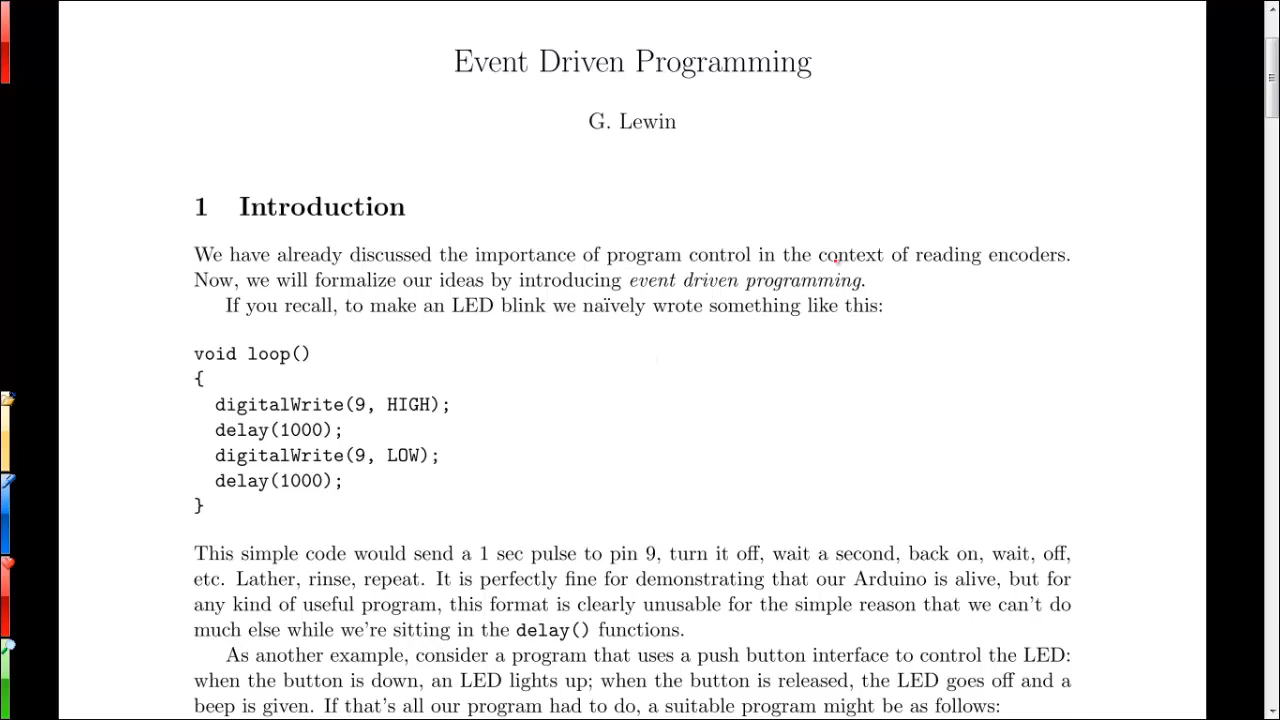 Event Driven Programming
G. Lewin
1 Introduction
We have already discussed the importance of program control in the context of reading encoders.
Now, we will formalize our ideas by introducing event driven programming.
If you recall, to make an LED blink we naïvely wrote something like this:
void loop()
{
digitalWrite(9, HIGH);
delay(1000);
digitalWrite(9, LOW);
delay(1000);
}
This simple code would send a 1 sec pulse to pin 9, turn it off, wait a second, back on, wait, off,
etc. Lather, rinse, repeat. It is perfectly fine for demonstrating that our Arduino is alive, but for
any kind of useful program, this format is clearly unusable for the simple reason that we can't do
much else while we're sitting in the delay() functions.
As another example, consider a program that uses a push button interface to control the LED:
when the button is down, an LED lights up; when the button is released, the LED goes off and a
beep is given. If that's all our program had to do, a suitable program might be as follows: